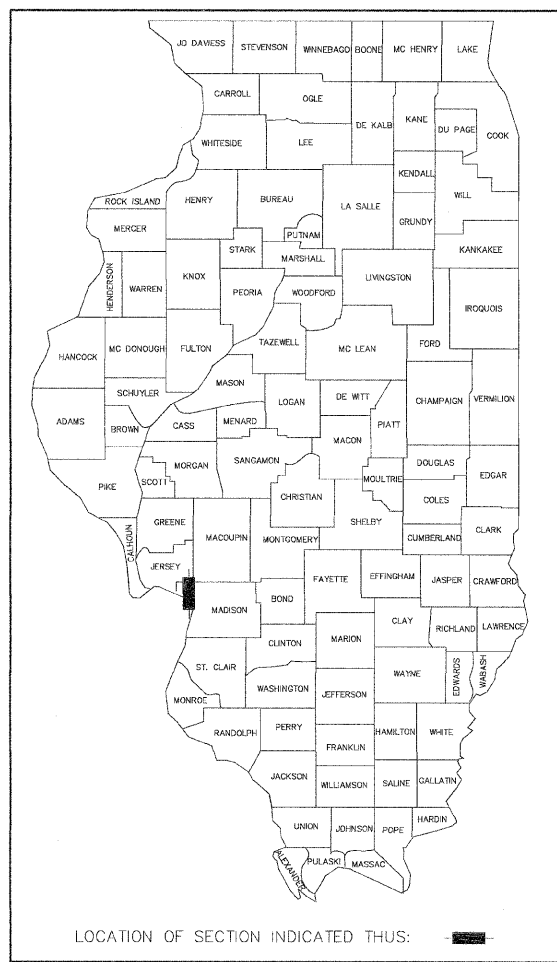 JO DAVIESS
STEVENSON
WINNEBAGO
BOONE
MC HENRY
LAKE
CARROLL
OGLE
DE KALB
KANE
DU PAGE
COOK
WHITESIDE
LEE
KENDALL
WILL
ROCK ISLAND
HENRY
BUREAU
LA SALLE
GRUNDY
MERCER
PUTNAM
STARK
MARSHALL
KANKAKEE
HENDERSON
WARREN
KNOX
PEORIA
WOODFORD
LIVINGSTON
IROQUOIS
HANCOCK
MC DONOUGH
FULTON
TAZEWELL
MC LEAN
FORD
SCHUYLER
MASON
LOGAN
DE WITT
CHAMPAIGN
VERMILION
ADAMS
BROWN
CASS
MENARD
MACON
PIATT
PIKE
SCOTT
MORGAN
SANGAMON
CHRISTIAN
MOULTRIE
DOUGLAS
EDGAR
COLES
CALHOUN
GREENE
MACOUPIN
MONTGOMERY
SHELBY
CUMBERLAND
CLARK
JERSEY
MADISON
BOND
FAYETTE
EFFINGHAM
JASPER
CRAWFORD
CLINTON
MARION
CLAY
RICHLAND
LAWRENCE
ST. CLAIR
WASHINGTON
JEFFERSON
WAYNE
EDWARDS
WABASH
MONROE
RANDOLPH
PERRY
FRANKLIN
HAMILTON
WHITE
JACKSON
WILLIAMSON
SALINE
GALLATIN
UNION
JOHNSON
POPE
HARDIN
ALEXANDER
PULASKI
MASSAC
LOCATION OF SECTION INDICATED THUS: